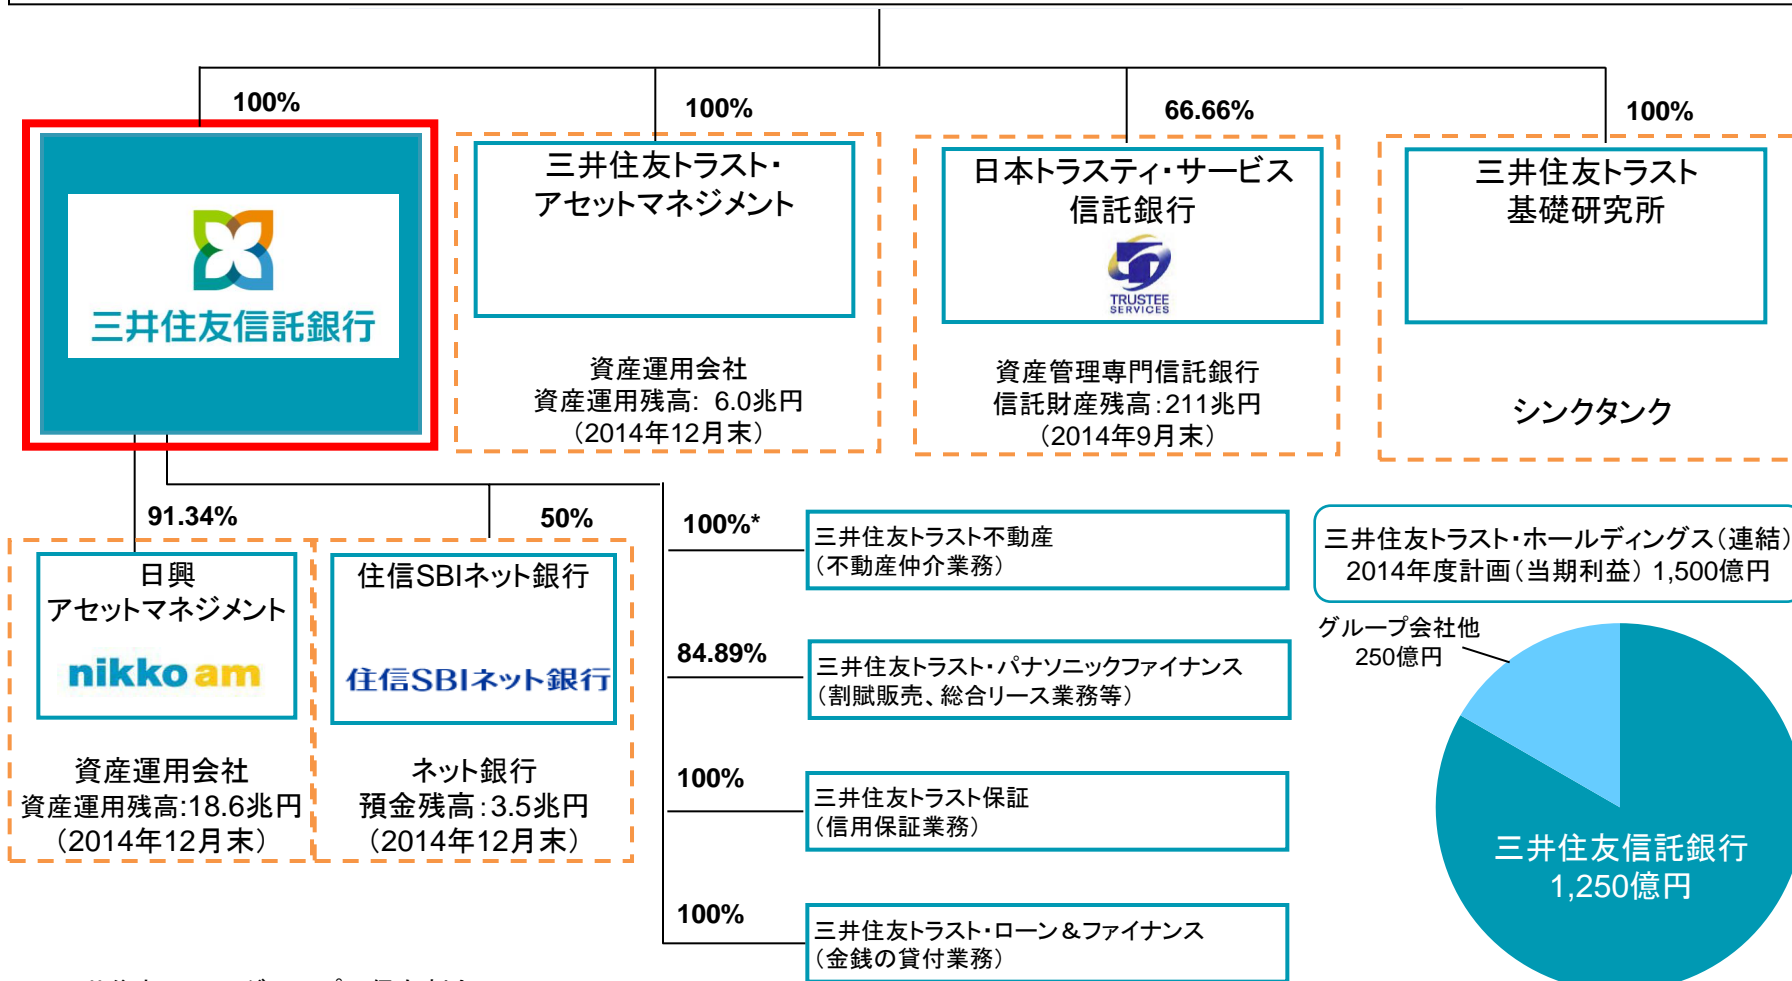 100%
100%
66.66%
100%
三井住友信託銀行
三井住友トラスト・
アセットマネジメント
資産運用会社
資産運用残高: 6.0兆円
（2014年12月末）
日本トラスティ・サービス
信託銀行
TRUSTEE
SERVICES
資産管理専門信託銀行
信託財産残高：211兆円
（2014年9月末）
三井住友トラスト
基礎研究所
シンクタンク
91.34%
50%
日興
アセットマネジメント
nikko am
資産運用会社
資産運用残高:18.6兆円
（2014年12月末）
住信SBIネット銀行
住信SBIネット銀行
ネット銀行
預金残高：3.5兆円
（2014年12月末）
100%*
三井住友トラスト不動産
（不動産仲介業務）
84.89%
三井住友トラスト・パナソニックファイナンス
（割賦販売、総合リース業務等）
100%
三井住友トラスト保証
（信用保証業務）
100%
三井住友トラスト・ローン＆ファイナンス
（金銭の貸付業務）
三井住友トラスト・ホールディングス（連結）
2014年度計画（当期利益） 1,500億円
グループ会社他
250億円
三井住友信託銀行
1,250億円